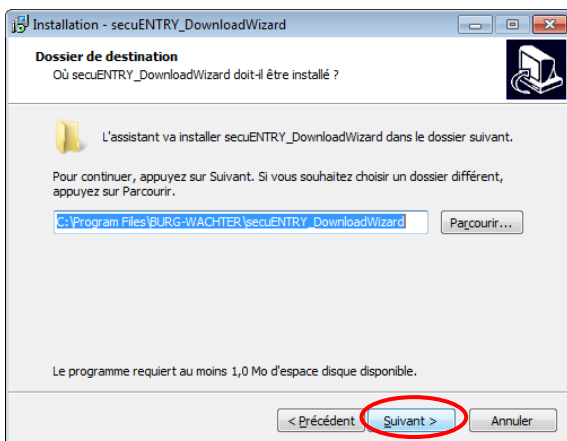 Installation - secuENTRY_DownloadWizard
Dossier de destination
Où secuENTRY_DownloadWizard doit-il être installé ?
L'assistant va installer secuENTRY_DownloadWizard dans le dossier suivant.
Pour continuer, appuyez sur Suivant. Si vous souhaitez choisir un dossier différent,
appuyez sur Parcourir.
C:\Program Files\BURG-WACHTER\secuENTRY_DownloadWizard
Parcourir...
Le programme requiert au moins 1,0 Mo d'espace disque disponible.
< Précédent
Suivant >
Annuler